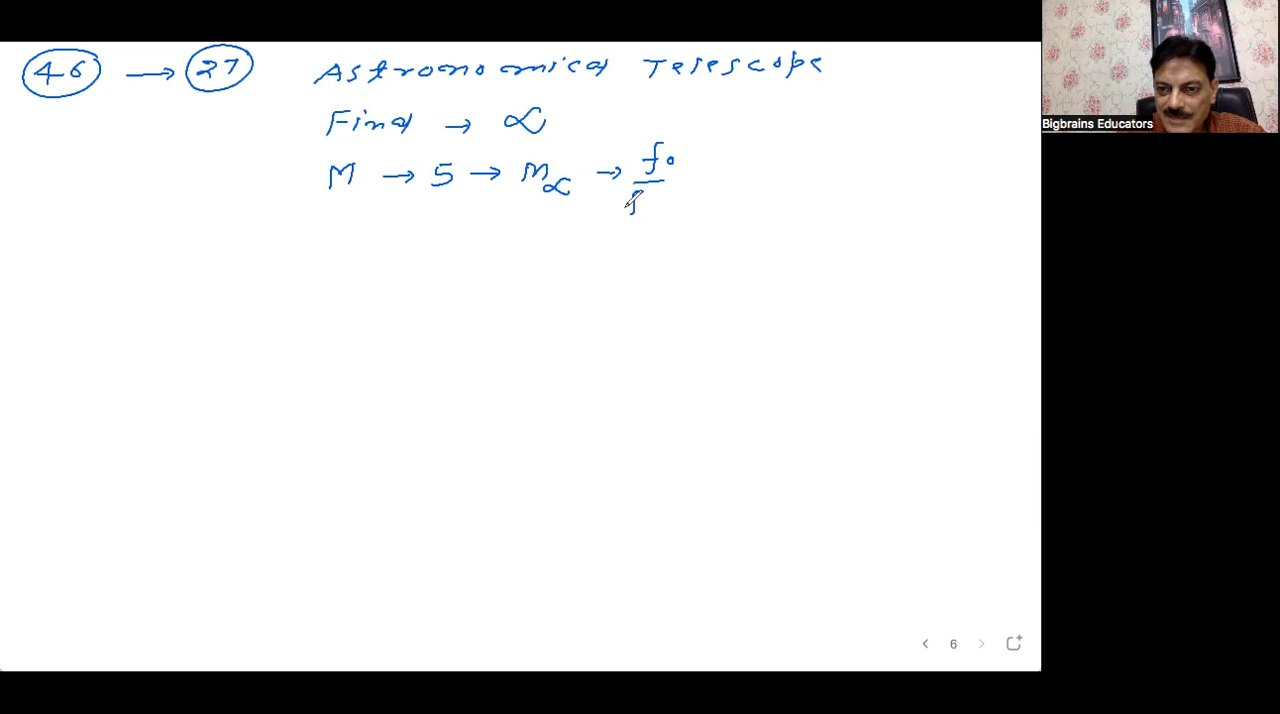 46 → 27 Astronomical Telescope
Bigbrains Educators
Final → ∝
M → 5 → m∝ → fo
f
< 6 >